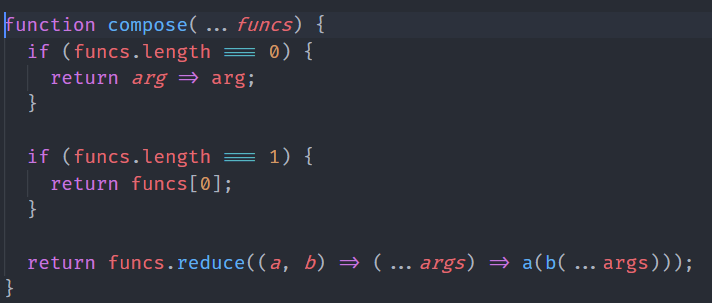 function compose(...funcs) {
  if (funcs.length === 0) {
    return arg => arg;
  }

  if (funcs.length === 1) {
    return funcs[0];
  }

  return funcs.reduce((a, b) => (...args) => a(b(...args)));
}